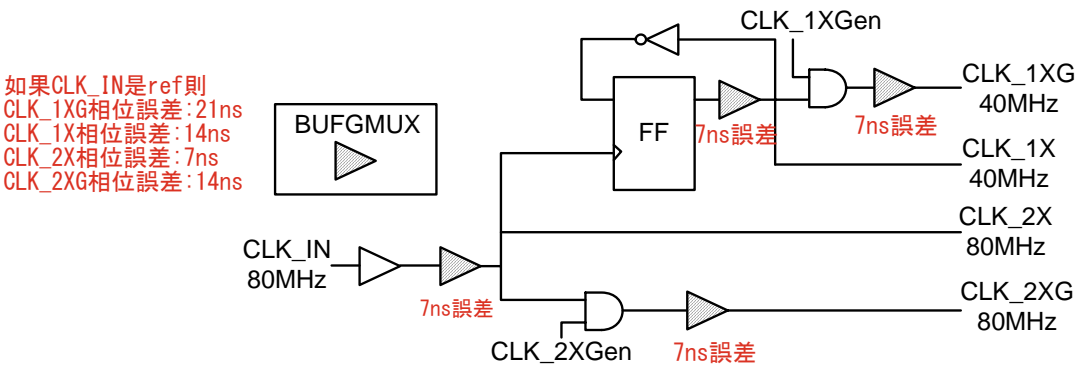 如果CLK_IN是ref則
CLK_1XG相位誤差:21ns
CLK_1X相位誤差:14ns
CLK_2X相位誤差:7ns
CLK_2XG相位誤差:14ns
BUFGMUX
CLK_1XGen
FF
7ns誤差
7ns誤差
CLK_1XG
40MHz
CLK_1X
40MHz
CLK_2X
80MHz
CLK_IN
80MHz
7ns誤差
CLK_2XGen
7ns誤差
CLK_2XG
80MHz